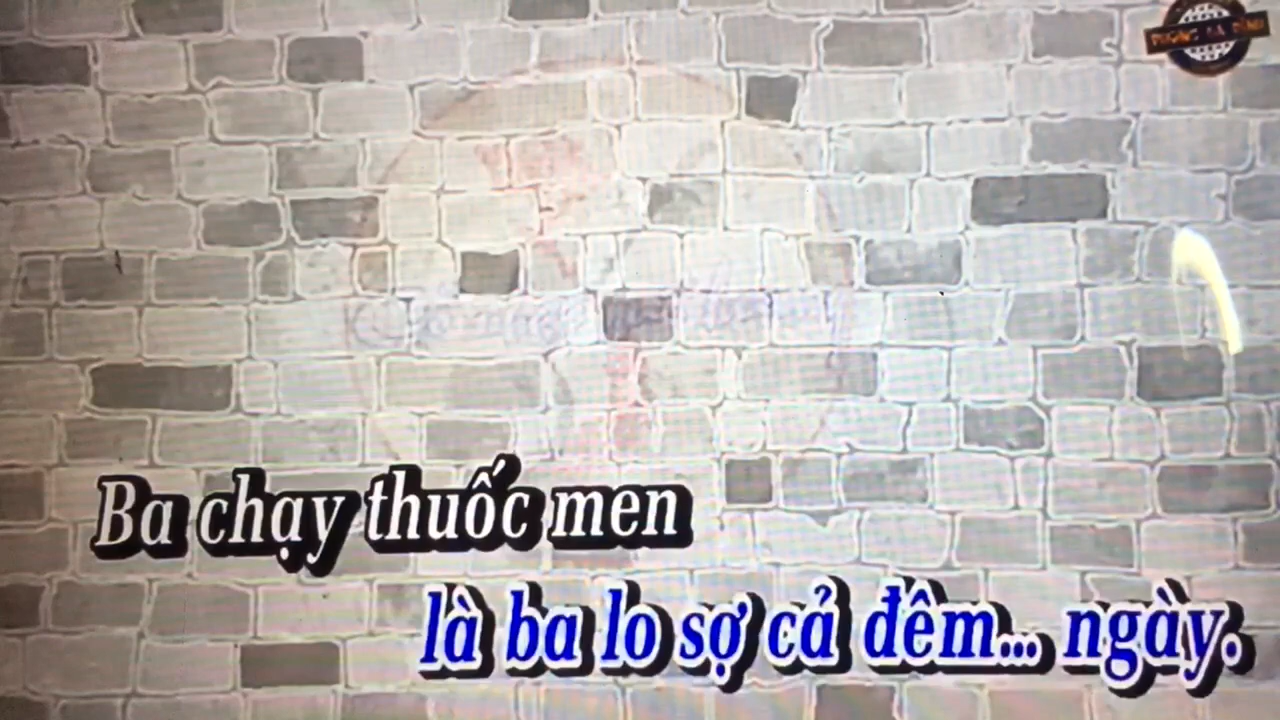 Ba chạy thuốc men
là ba lo sợ cả đêm... ngày.